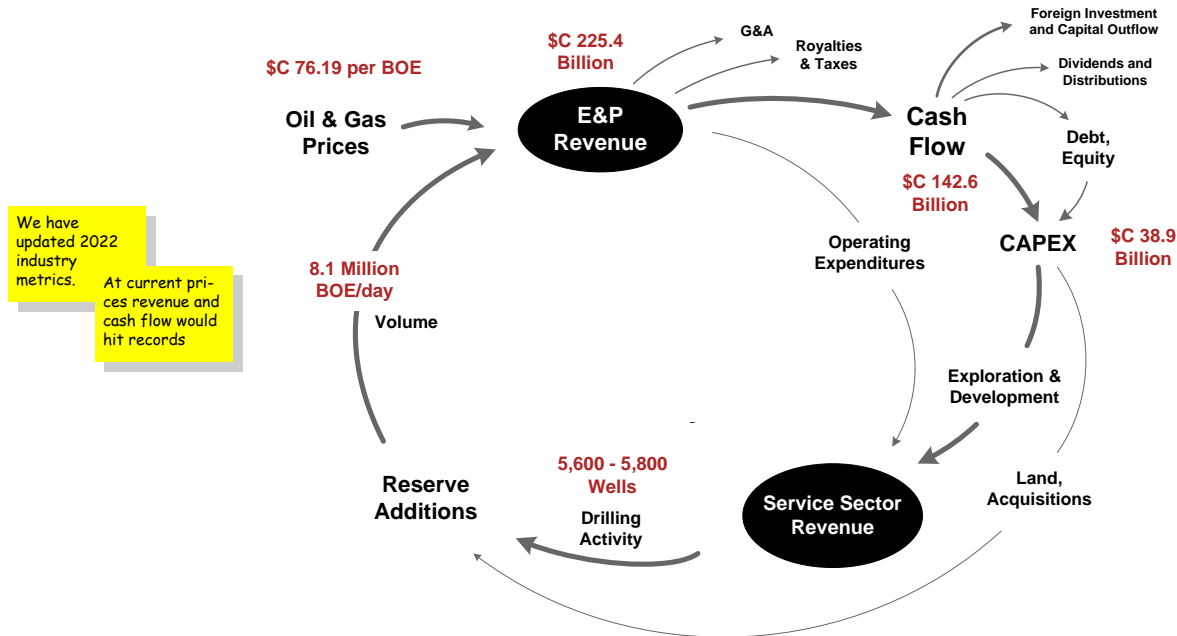 $C 76.19 per BOE
Oil & Gas
Prices
$C 225.4
Billion
E&P
Revenue
G&A
Royalties
& Taxes
Foreign Investment
and Capital Outflow
Dividends and
Distributions
Cash
Flow
$C 142.6
Billion
Debt,
Equity
CAPEX
$C 38.9
Billion
Operating
Expenditures
We have
updated 2022
industry
metrics.
At current pri-
ces revenue and
cash flow would
hit records
8.1 Million
BOE/day
Volume
Exploration &
Development
Land,
Acquisitions
Service Sector
Revenue
5,600 - 5,800
Wells
Drilling
Activity
Reserve
Additions